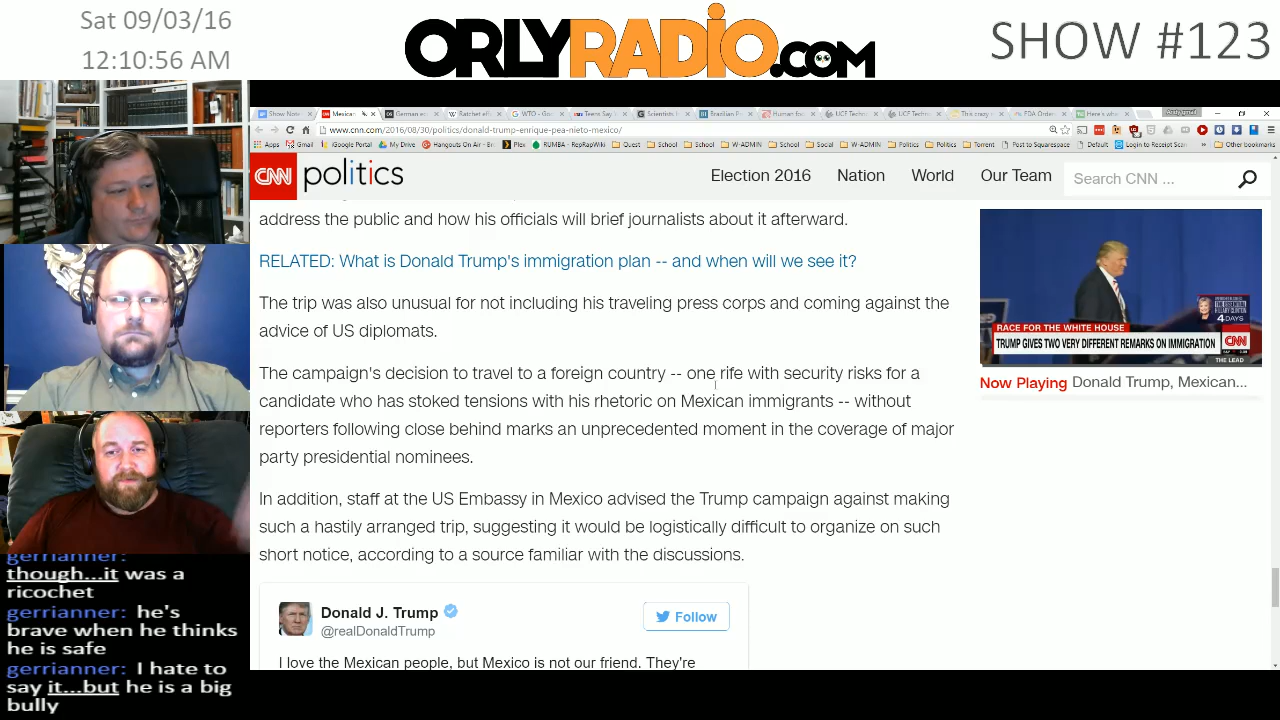 Sat 09/03/16
12:10:56 AM
ORLYRADiO.COM
SHOW #123
www.cnn.com/2016/08/30/politics/donald-trump-enrique-pea-nieto-mexico/
CNN politics
Election 2016 Nation World Our Team Search CNN ...
address the public and how his officials will brief journalists about it afterward.
RELATED: What is Donald Trump's immigration plan -- and when will we see it?
The trip was also unusual for not including his traveling press corps and coming against the
advice of US diplomats.
The campaign's decision to travel to a foreign country -- one rife with security risks for a
candidate who has stoked tensions with his rhetoric on Mexican immigrants -- without
reporters following close behind marks an unprecedented moment in the coverage of major
party presidential nominees.
In addition, staff at the US Embassy in Mexico advised the Trump campaign against making
such a hastily arranged trip, suggesting it would be logistically difficult to organize on such
short notice, according to a source familiar with the discussions.
Donald J. Trump
@realDonaldTrump
Follow
I love the Mexican people, but Mexico is not our friend. They're
4 DAYS
RACE FOR THE WHITE HOUSE
TRUMP GIVES TWO VERY DIFFERENT REMARKS ON IMMIGRATION
CNN
THE LEAD
Now Playing Donald Trump, Mexican...
gerrianner:
though...it was a
ricochet
gerrianner: he's
brave when he thinks
he is safe
gerrianner: I hate to
say it...but he is a big
bully